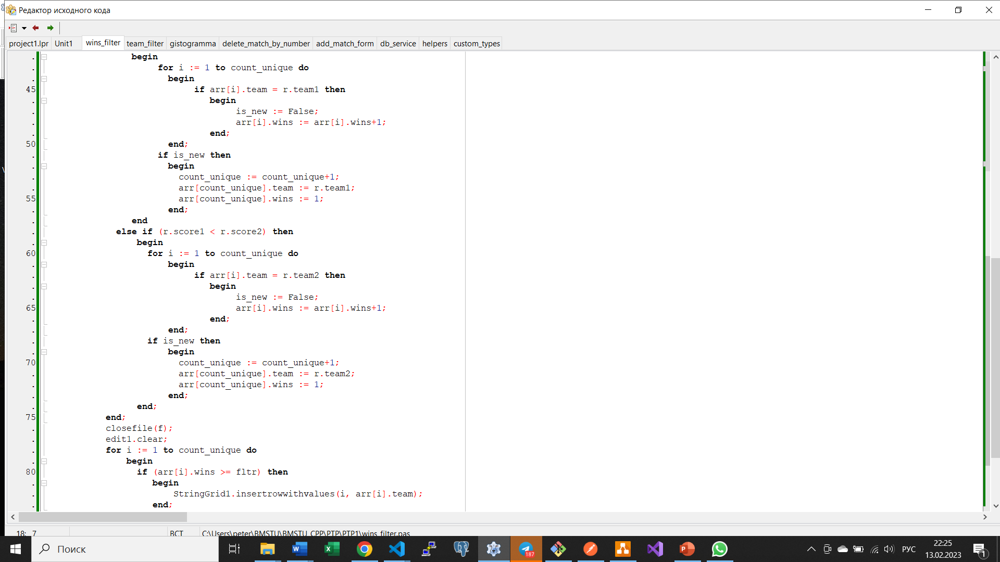 Редактор исходного кода
project1.lpr Unit1 wins_filter team_filter gistogramma delete_match_by_number add_match_form db_service helpers custom_types
begin
for i := 1 to count_unique do
begin
45 if arr[i].team = r.team1 then
begin
is_new := False;
arr[i].wins := arr[i].wins+1;
end;
50 end;
if is_new then
begin
count_unique := count_unique+1;
arr[count_unique].team := r.team1;
55 arr[count_unique].wins := 1;
end;
end
else if (r.score1 < r.score2) then
begin
60 for i := 1 to count_unique do
begin
if arr[i].team = r.team2 then
begin
is_new := False;
65 arr[i].wins := arr[i].wins+1;
end;
end;
if is_new then
begin
70 count_unique := count_unique+1;
arr[count_unique].team := r.team2;
arr[count_unique].wins := 1;
end;
end;
75 end;
closefile(f);
edit1.clear;
for i := 1 to count_unique do
begin
80 if (arr[i].wins >= fltr) then
begin
StringGrid1.insertrowwithvalues(i, arr[i].team);
end;
18: 7 ВСТ C:\Users\peter\BMSTU\BMSTU_CPP\PTP\PTP1\wins_filter.pas
Поиск
187
РУС
22:25
13.02.2023
1